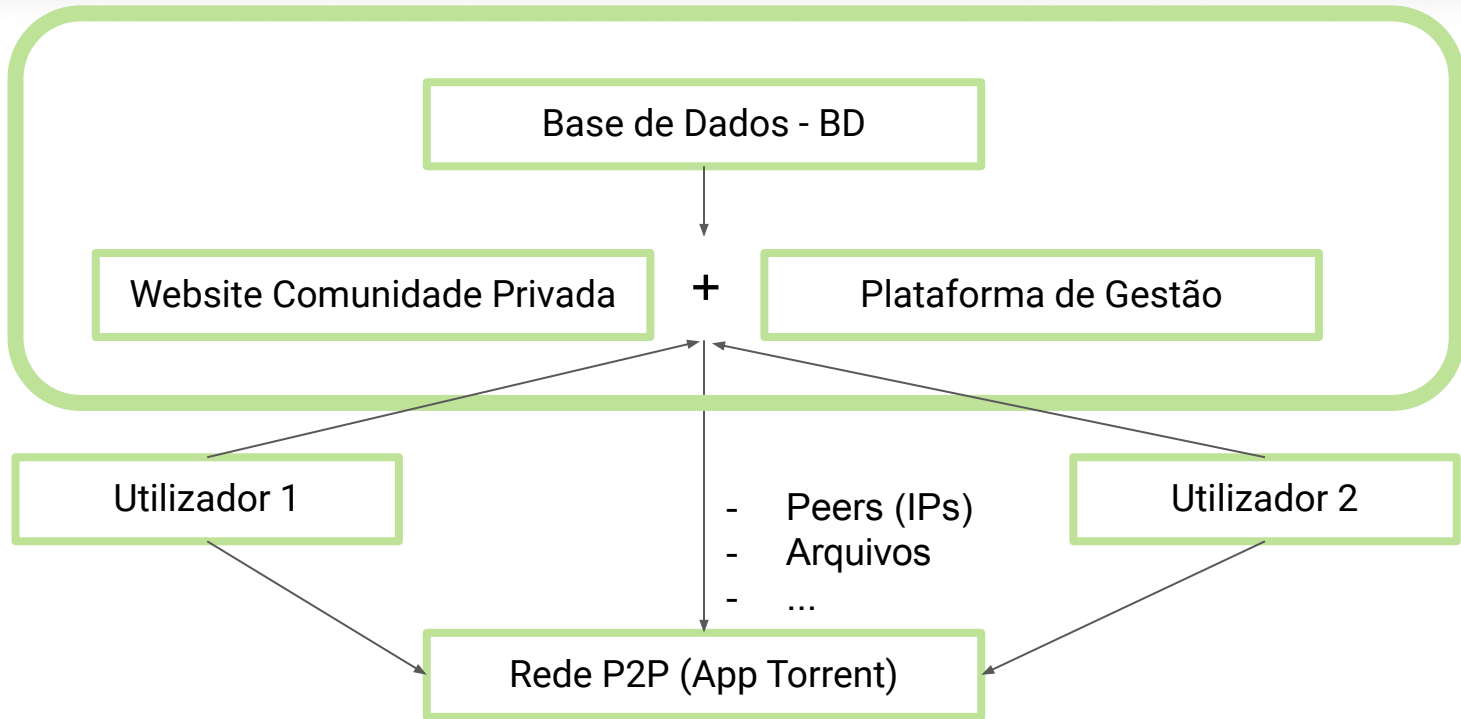 Base de Dados - BD
Website Comunidade Privada
+
Plataforma de Gestão
Utilizador 1
- Peers (IPs)
- Arquivos
- ...
Utilizador 2
Rede P2P (App Torrent)